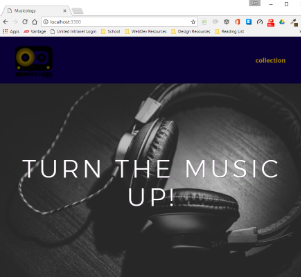 Musicology
localhost:3000
Apps
Vantage
United Intranet Login
School
WebDev Resources
Design Resources
Reading List
collection
TURN THE MUSIC
UP!